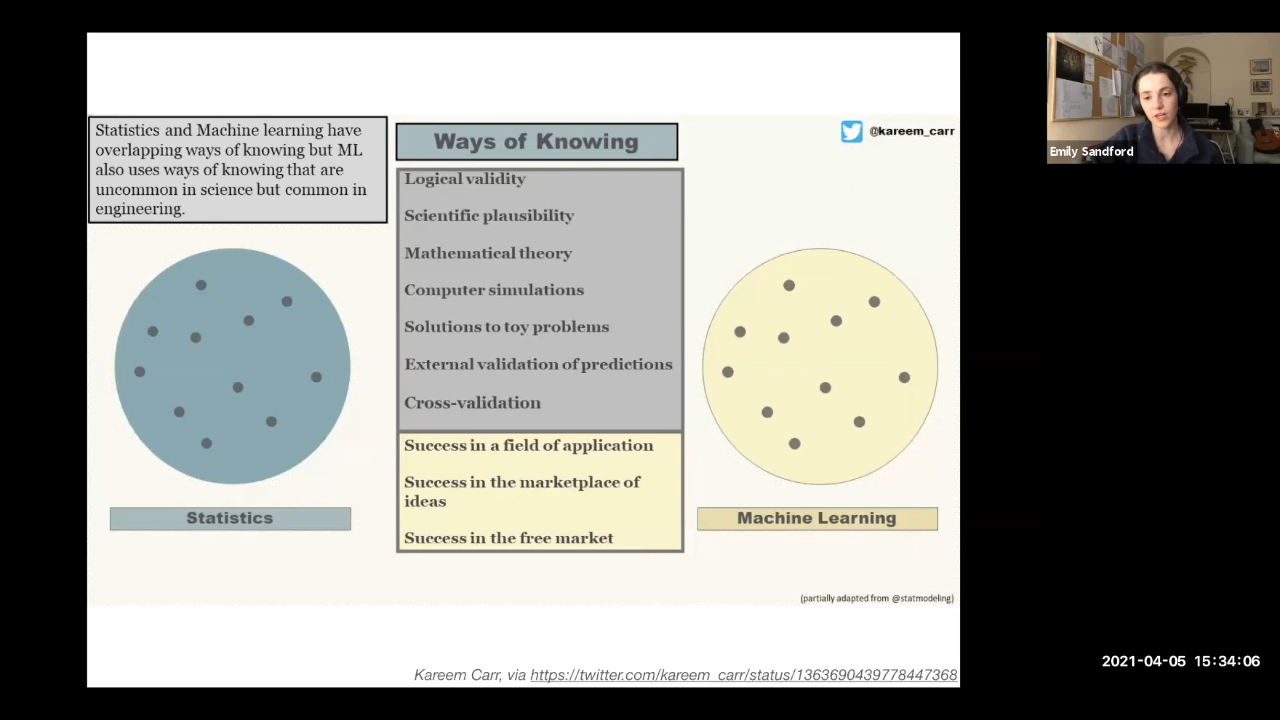 Statistics and Machine learning have
overlapping ways of knowing but ML
also uses ways of knowing that are
uncommon in science but common in
engineering.
Ways of Knowing
@kareem_carr
Logical validity
Scientific plausibility
Mathematical theory
Computer simulations
Solutions to toy problems
External validation of predictions
Cross-validation
Success in a field of application
Success in the marketplace of
ideas
Success in the free market
Statistics
Machine Learning
(partially adapted from @statmodeling)
Kareem Carr, via https://twitter.com/kareem_carr/status/1363690439778447368
Emily Sandford
2021-04-05 15:34:06